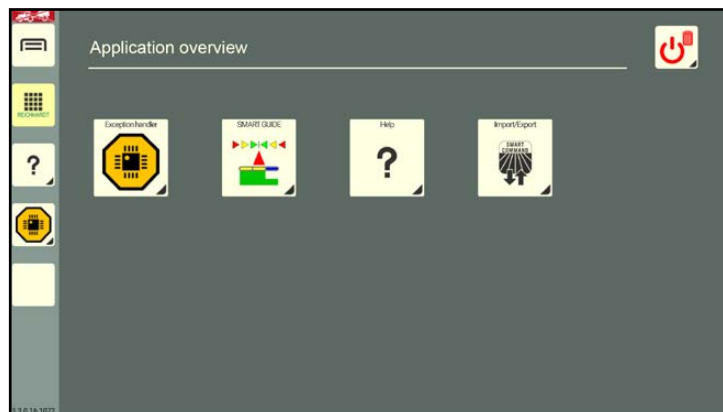 Application overview
REICHHARDT
Exception handler
SMART GUIDE
Help
Import/Export
SMART
COMMAND
?
?